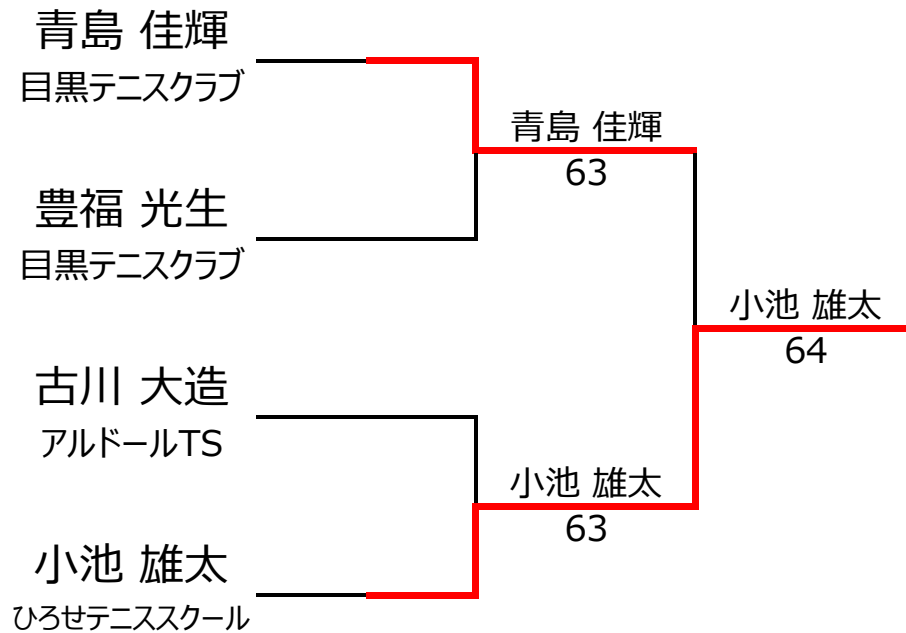 青島 佳輝
目黒テニスクラブ
青島 佳輝
63
豊福 光生
目黒テニスクラブ
小池 雄太
64
古川 大造
アルドールTS
小池 雄太
63
小池 雄太
ひろせテニススクール